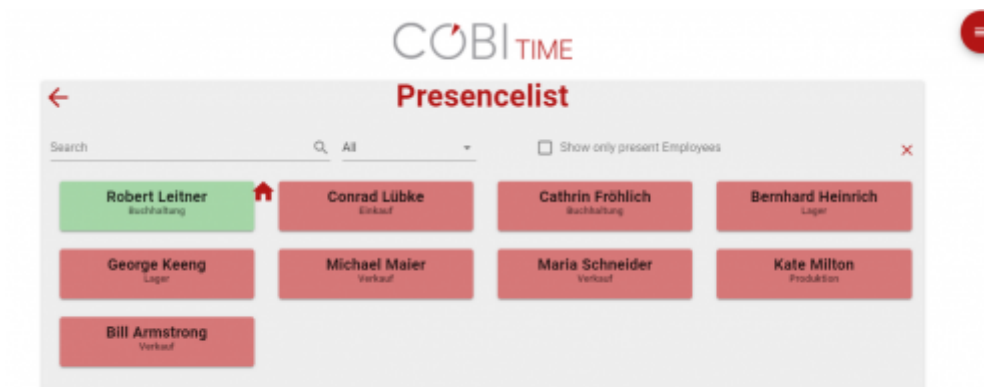 COBI TIME
Presencelist
Search All Show only present Employees
Robert Leitner Conrad Lübke Cathrin Fröhlich Bernhard Heinrich
Buchhaltung Einkauf Buchhaltung Lager
George Keeng Michael Maier Maria Schneider Kate Milton
Lager Verkauf Verkauf Produktion
Bill Armstrong
Verkauf